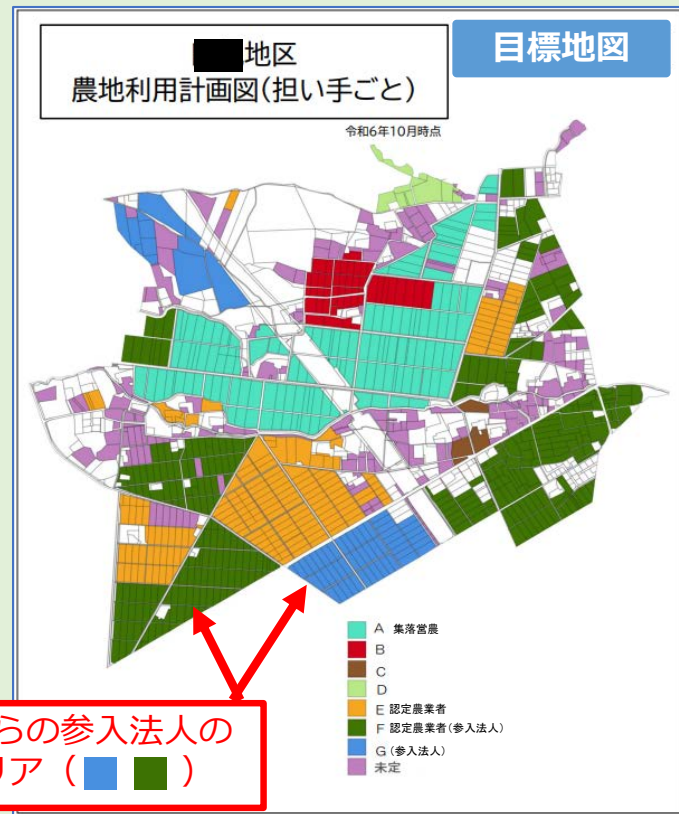 目標地図
地区
農地利用計画図(担い手ごと)
令和6年10月時点
A 集落営農
B
C
D
E 認定農業者
F 認定農業者(参入法人)
G (参入法人)
未定
らの参入法人の
リア ( )